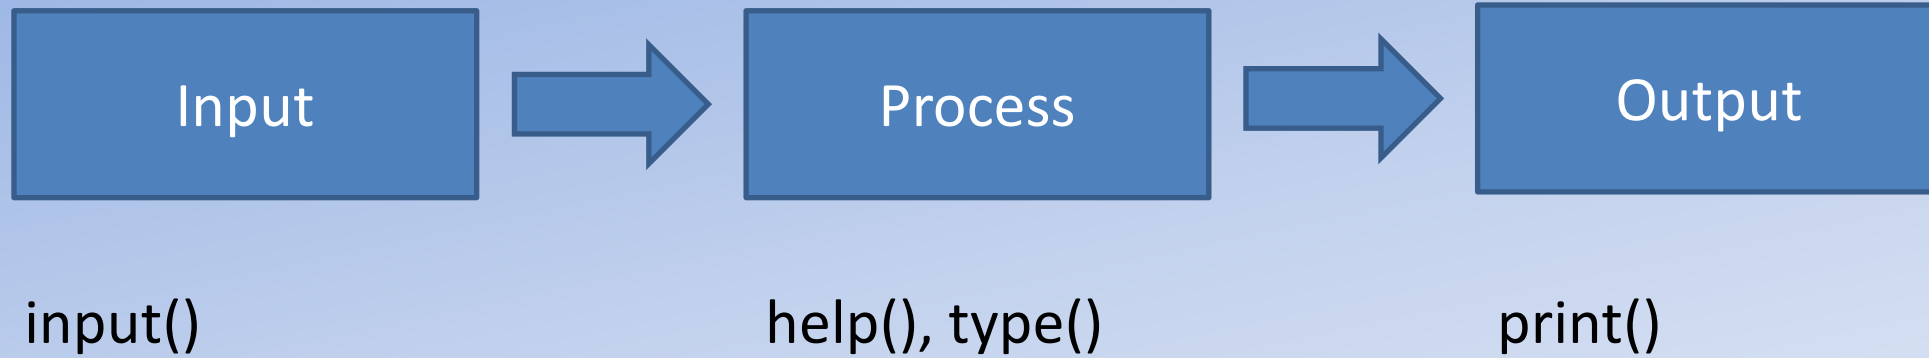 Input
Process
Output
input()
help(), type()
print()